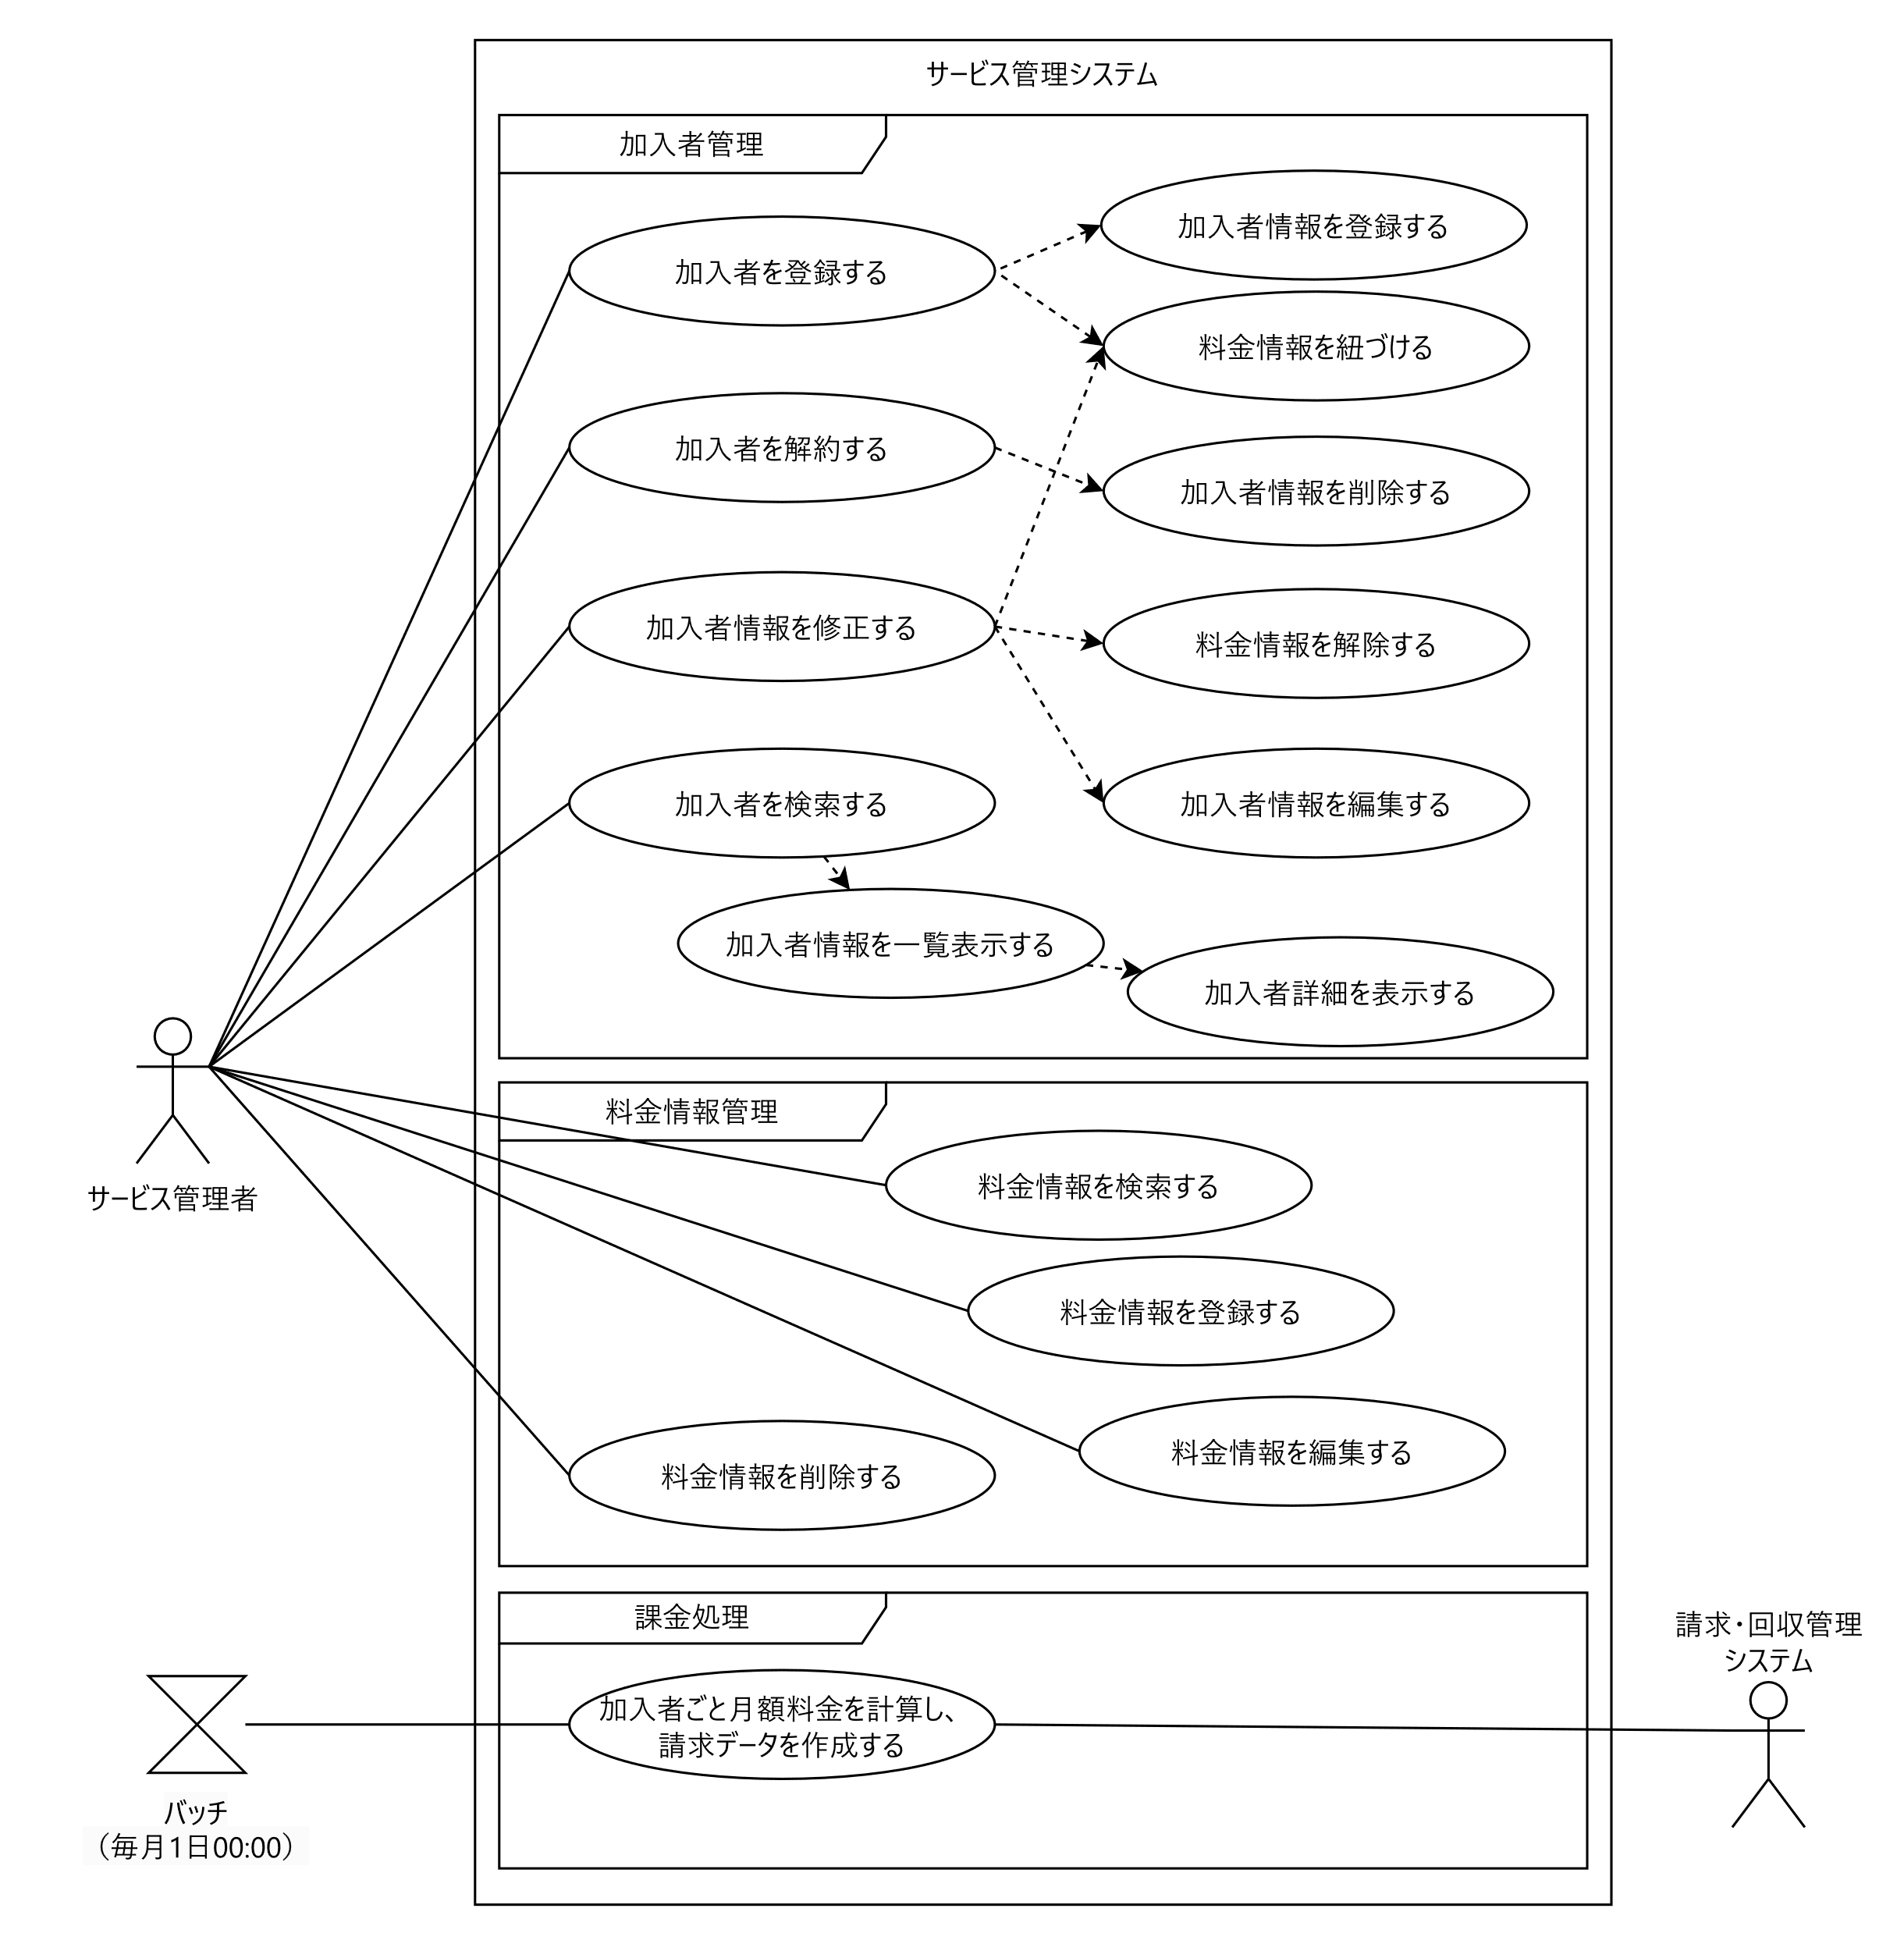 サービス管理システム
加入者管理
加入者情報を登録する
加入者を登録する
料金情報を紐づける
加入者を解約する
加入者情報を削除する
加入者情報を修正する
料金情報を解除する
加入者を検索する
加入者情報を編集する
加入者情報を一覧表示する
加入者詳細を表示する
サービス管理者
料金情報管理
料金情報を検索する
料金情報を登録する
料金情報を編集する
料金情報を削除する
課金処理
請求・回収管理
システム
加入者ごと月額料金を計算し、
請求データを作成する
バッチ
（毎月1日00:00）